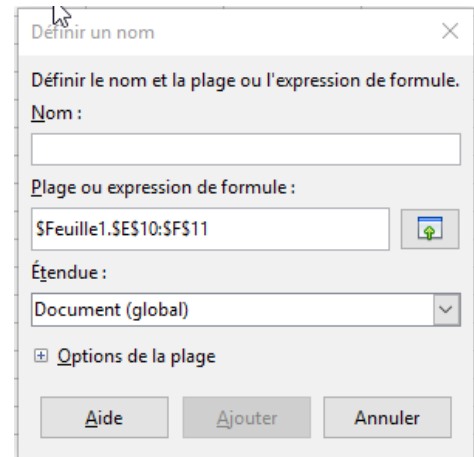 Définir un nom
Définir le nom et la plage ou l'expression de formule.
Nom :
Plage ou expression de formule :
$Feuille1.$E$10:$F$11
Étendue :
Document (global)
Options de la plage
Aide Ajouter Annuler